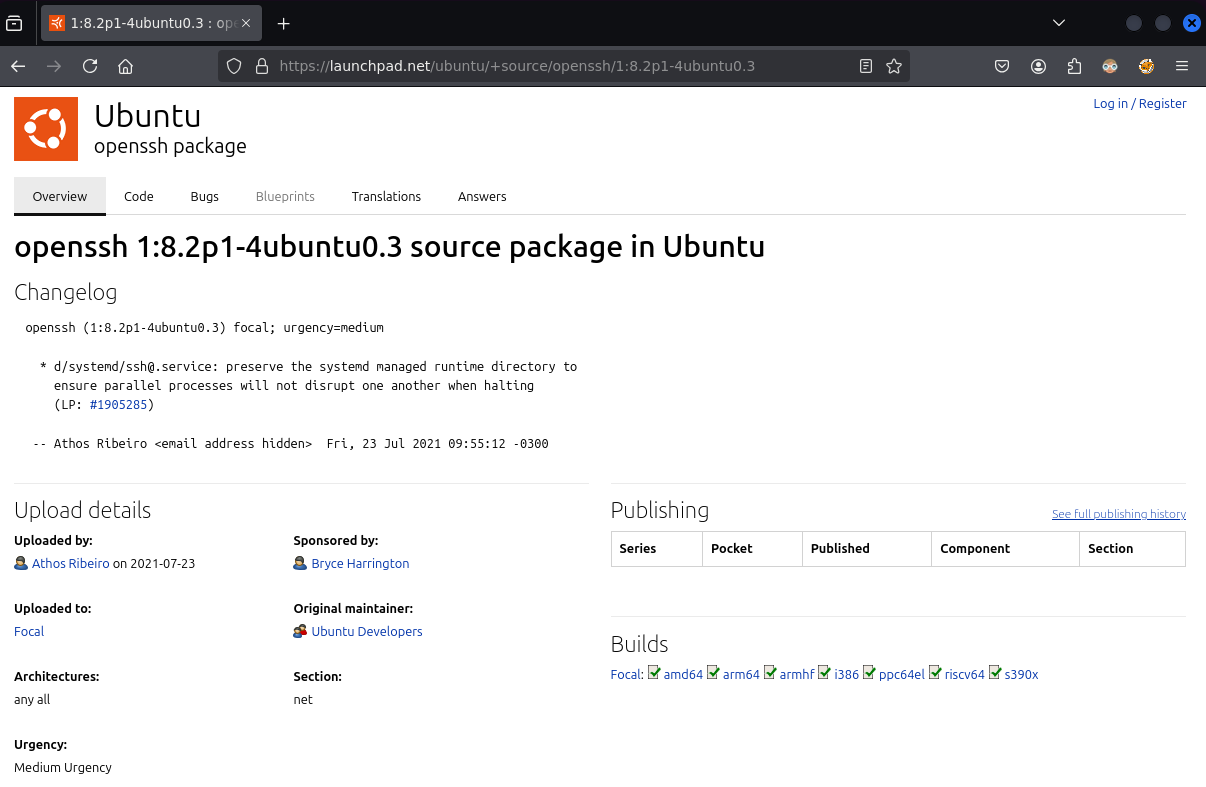 1:8.2p1-4ubuntu0.3 : ope
https://launchpad.net/ubuntu/+source/openssh/1:8.2p1-4ubuntu0.3
Log in / Register
Ubuntu
openssh package
Overview Code Bugs Blueprints Translations Answers
openssh 1:8.2p1-4ubuntu0.3 source package in Ubuntu
Changelog
openssh (1:8.2p1-4ubuntu0.3) focal; urgency=medium
* d/systemd/ssh@.service: preserve the systemd managed runtime directory to
ensure parallel processes will not disrupt one another when halting
(LP: #1905285)
-- Athos Ribeiro <email address hidden>  Fri, 23 Jul 2021 09:55:12 -0300
Upload details
Uploaded by:
Athos Ribeiro on 2021-07-23
Sponsored by:
Bryce Harrington
Uploaded to:
Focal
Original maintainer:
Ubuntu Developers
Architectures:
any all
Section:
net
Urgency:
Medium Urgency
Publishing
See full publishing history
Series Pocket Published Component Section
Builds
Focal: amd64 arm64 armhf i386 ppc64el riscv64 s390x